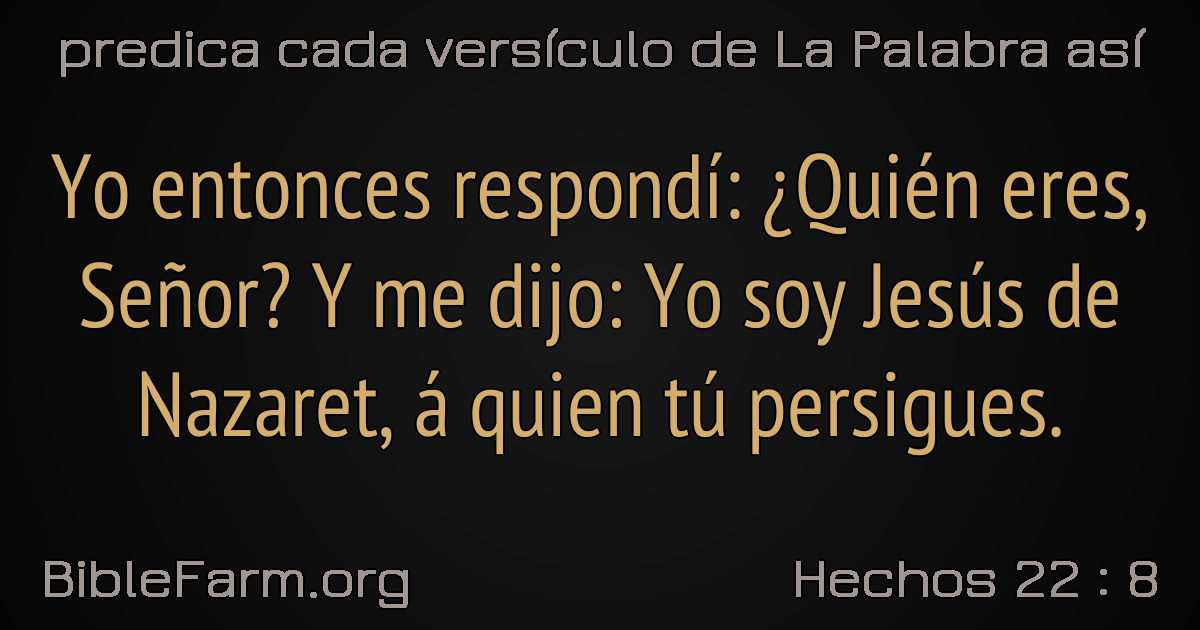 predica cada versículo de La Palabra así
Yo entonces respondí: ¿Quién eres,
Señor? Y me dijo: Yo soy Jesús de
Nazaret, á quien tú persigues.
BibleFarm.org
Hechos 22 : 8